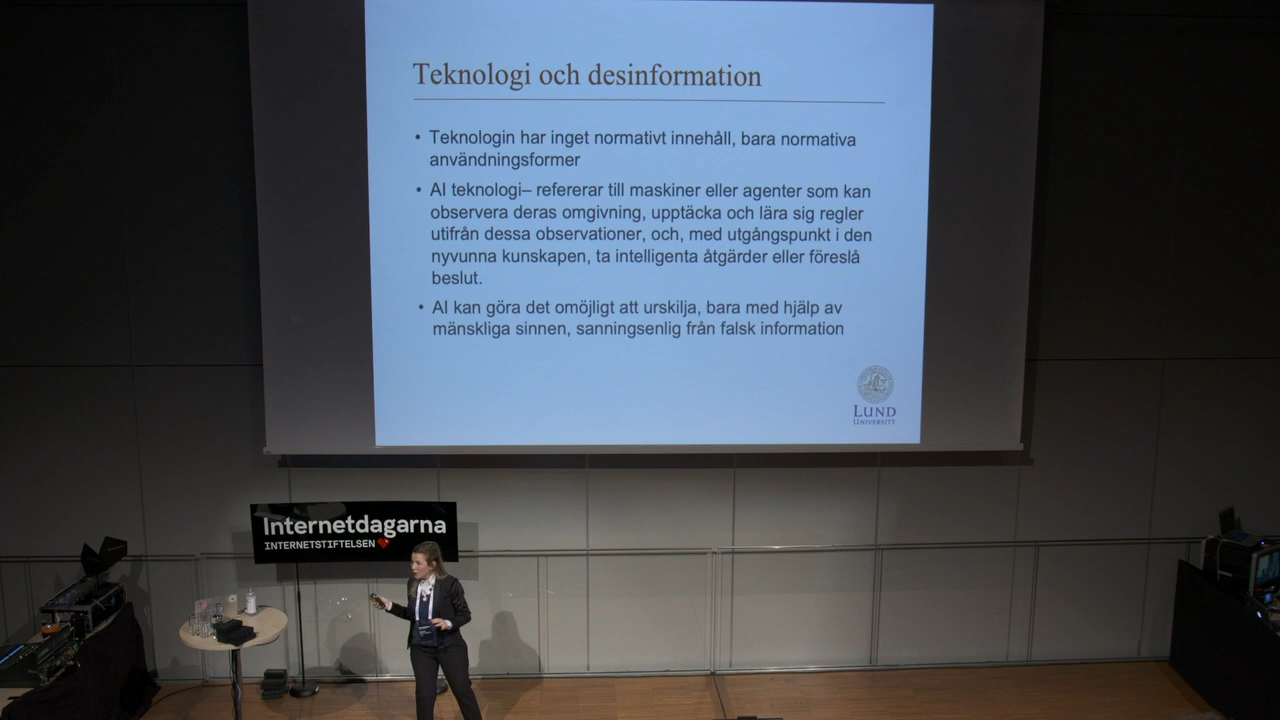 Teknologi och desinformation
• Teknologin har inget normativt innehåll, bara normativa
användningsformer
• AI teknologi– refererar till maskiner eller agenter som kan
observera deras omgivning, upptäcka och lära sig regler
utifrån dessa observationer, och, med utgångspunkt i den
nyvunna kunskapen, ta intelligenta åtgärder eller föreslå
beslut.
• AI kan göra det omöjligt att urskilja, bara med hjälp av
mänskliga sinnen, sanningsenlig från falsk information
LUND
UNIVERSITY
Internetdagarna
INTERNETSTIFTELSEN